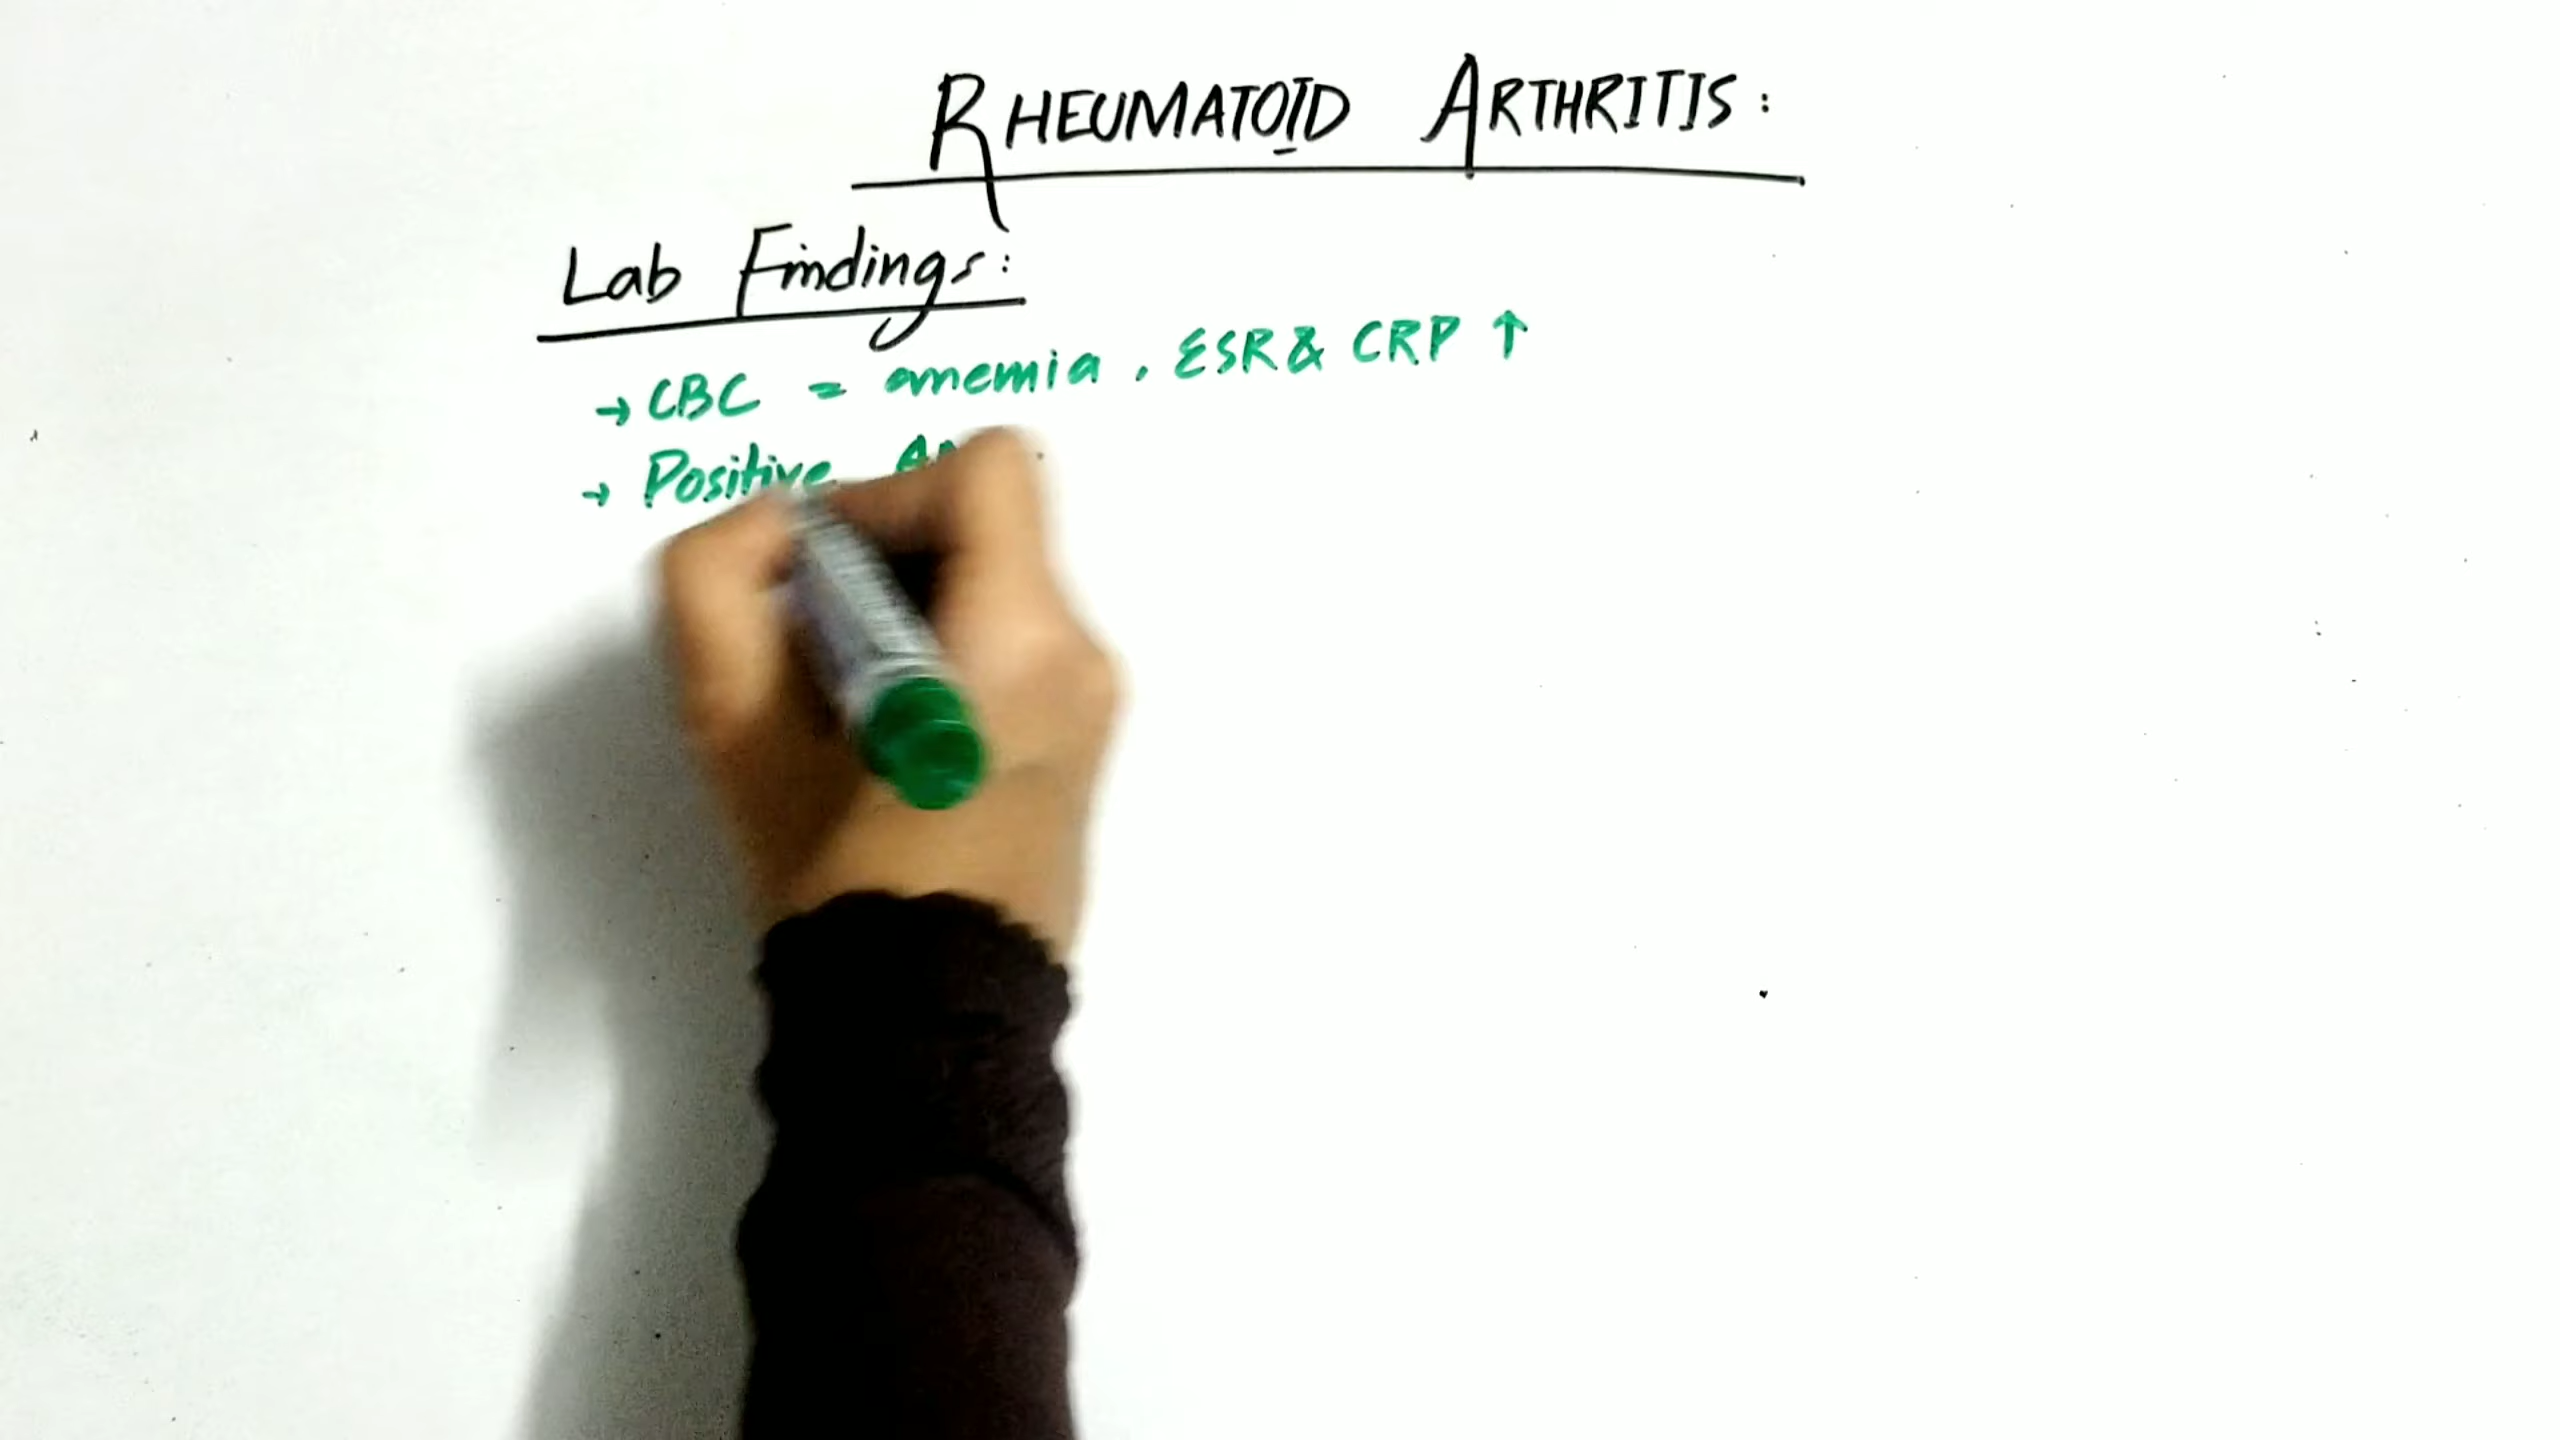 RHEUMATOID ARTHRITIS:
Lab Findings:
→ CBC = anemia, ESR & CRP ↑
→ Positive